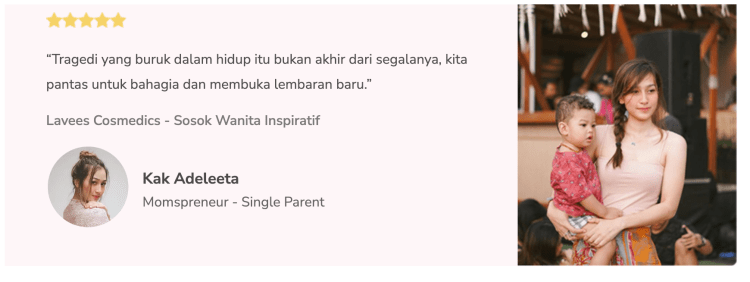 “Tragedi yang buruk dalam hidup itu bukan akhir dari segalanya, kita
pantas untuk bahagia dan membuka lembaran baru.”
Lavees Cosmedics - Sosok Wanita Inspiratif
Kak Adeleeta
Momspreneur - Single Parent